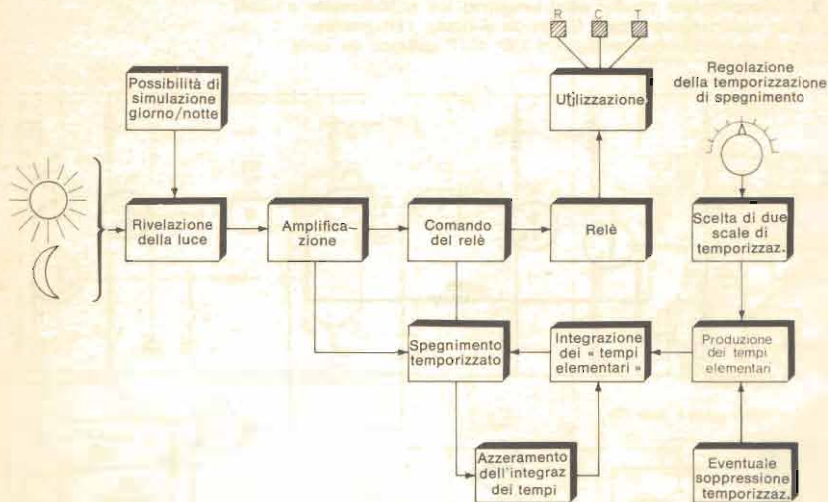 R C T
Possibilità di
simulazione
giorno/notte
Utilizzazione
Regolazione
della temporizzazione
di spegnimento
Rivelazione
della luce
Amplifica-
zione
Comando
del relè
Relè
Scelta di due
scale di
temporizzaz.
Spegnimento
temporizzato
Integrazione
dei « tempi
elementari »
Produzione
dei tempi
elementari
Azzeramento
dell'integraz
dei tempi
Eventuale
soppressione
temporizzaz.